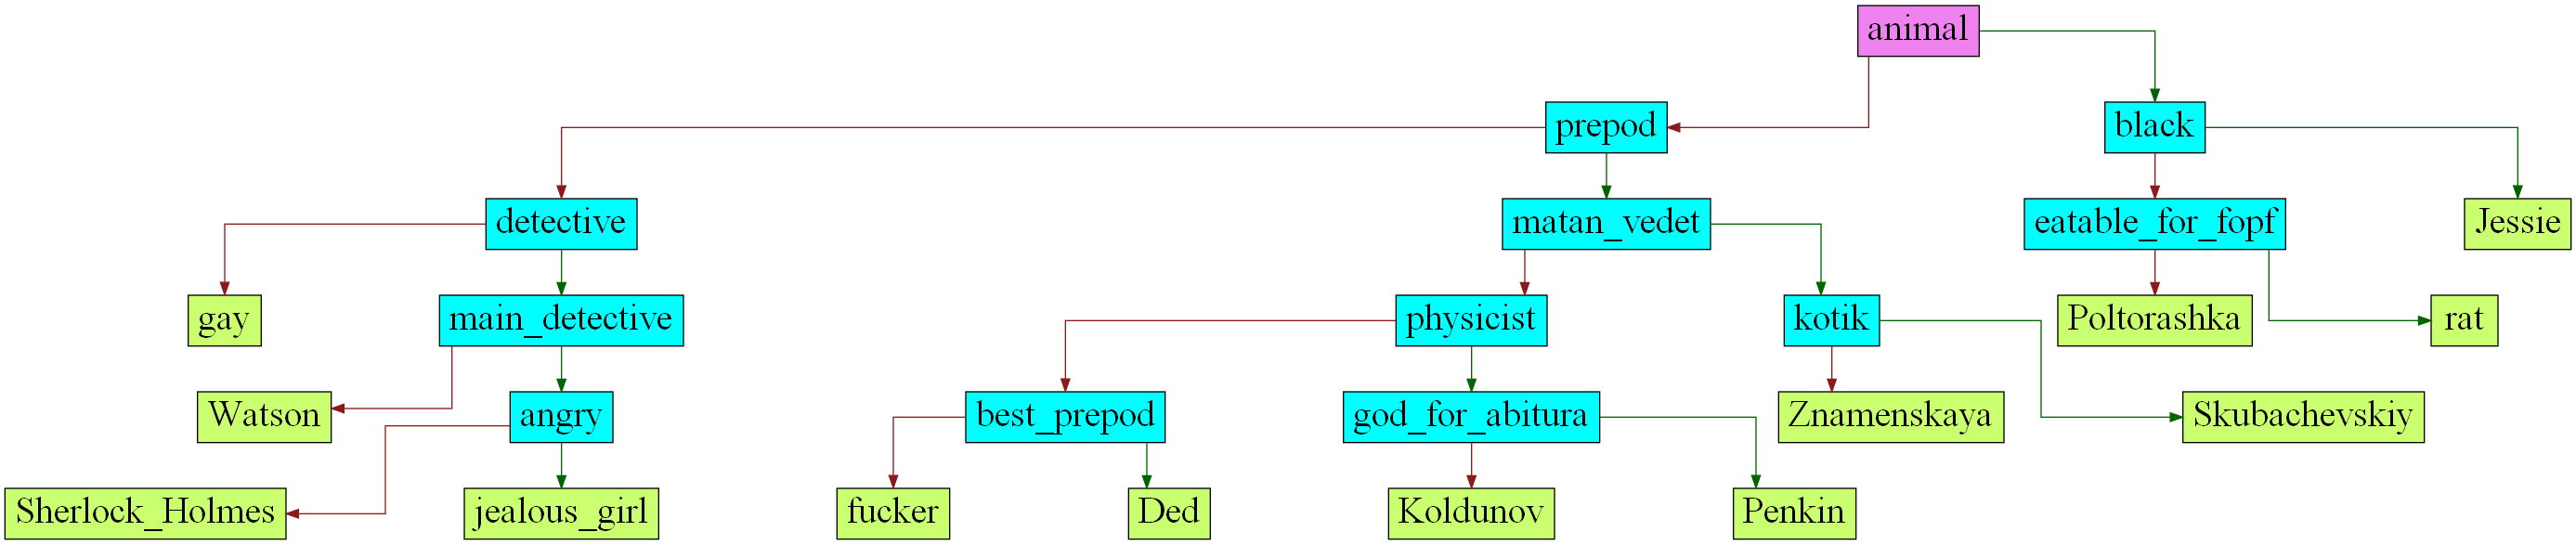 animal
prepod
black
detective
matan_vedet
eatable_for_fopf
Jessie
gay
main_detective
physicist
kotik
Poltorashka
rat
Watson
angry
best_prepod
god_for_abitura
Znamenskaya
Skubachevskiy
Sherlock_Holmes
jealous_girl
fucker
Ded
Koldunov
Penkin